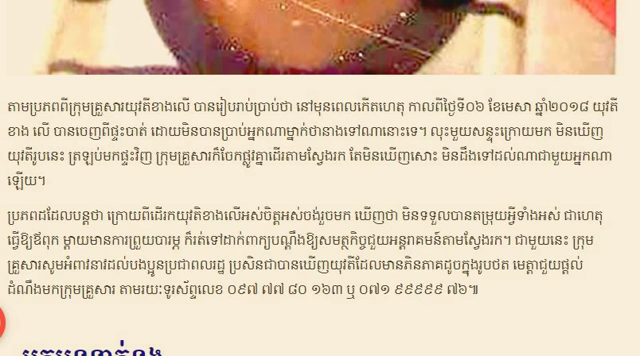 តាមប្រភពពីក្រុមគ្រួសារយុវតីខាងលើ បានរៀបរាប់ប្រាប់ថា នៅមុនពេលកើតហេតុ កាលពីថ្ងៃទី០៦ ខែមេសា ឆ្នាំ២០១៨ យុវតី
ខាង លើ បានចេញពីផ្ទះបាត់ ដោយមិនបានប្រាប់អ្នកណាម្នាក់ថានាងទៅណានោះទេ។ លុះមួយសន្ទុះក្រោយមក មិនឃើញ
យុវតីរូបនេះ ត្រឡប់មកផ្ទះវិញ ក្រុមគ្រួសារក៏ចែកផ្លូវគ្នាដើរតាមស្វែងរក តែមិនឃើញសោះ មិនដឹងទៅដល់ណាជាមួយអ្នកណា
ឡើយ។
ប្រភពដដែលបន្តថា ក្រោយពីដើររកយុវតីខាងលើអស់ចិត្តអស់ចង់រួចមក ឃើញថា មិនទទួលបានតម្រុយអ្វីទាំងអស់ ជាហេតុ
ធ្វើឱ្យឪពុក ម្តាយមានការព្រួយបារម្ភ ក៏រត់ទៅដាក់ពាក្យបណ្តឹងឱ្យសមត្ថកិច្ចជួយអន្តរាគមន៍តាមស្វែងរក។ ជាមួយនេះ ក្រុម
គ្រួសារសូមអំពាវនាវដល់បងប្អូនប្រជាពលរដ្ឋ ប្រសិនជាបានឃើញយុវតីដែលមានភិនភាគដូចក្នុងរូបថត មេត្តាជួយផ្តល់
ដំណឹងមកក្រុមគ្រួសារ តាមរយៈទូរស័ព្ទលេខ ០៩៧ ៧៧ ៨០ ១៦៣ ឬ ០៧១ ៩៩៩៩៩ ៧៦៕